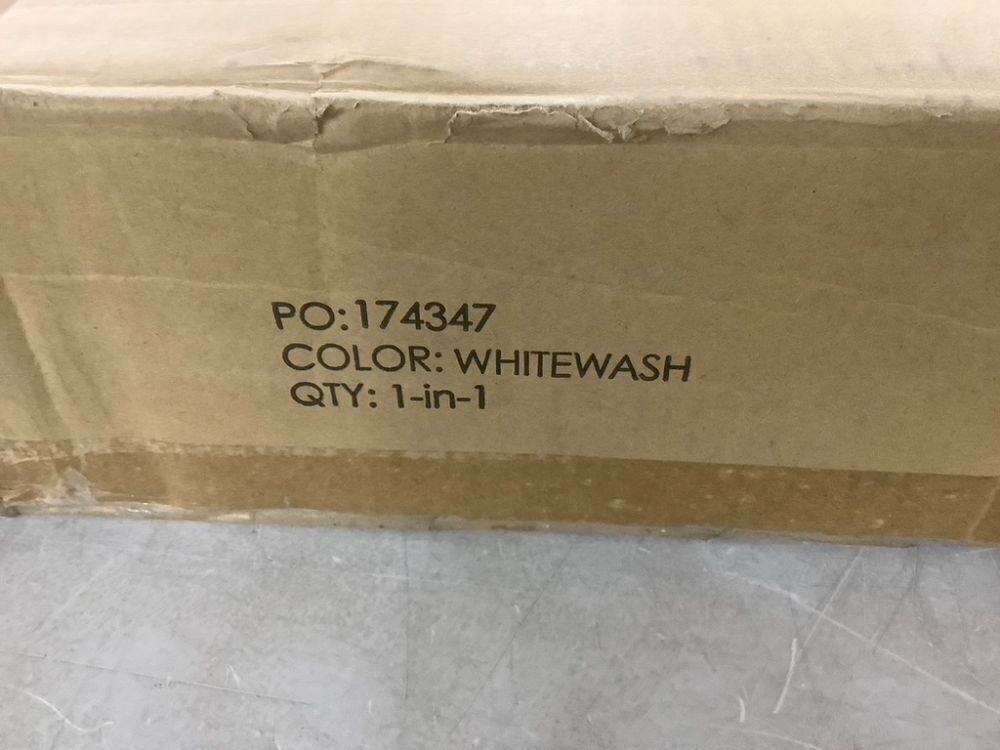 PO:174347
COLOR: WHITEWASH
QTY: 1-in-1